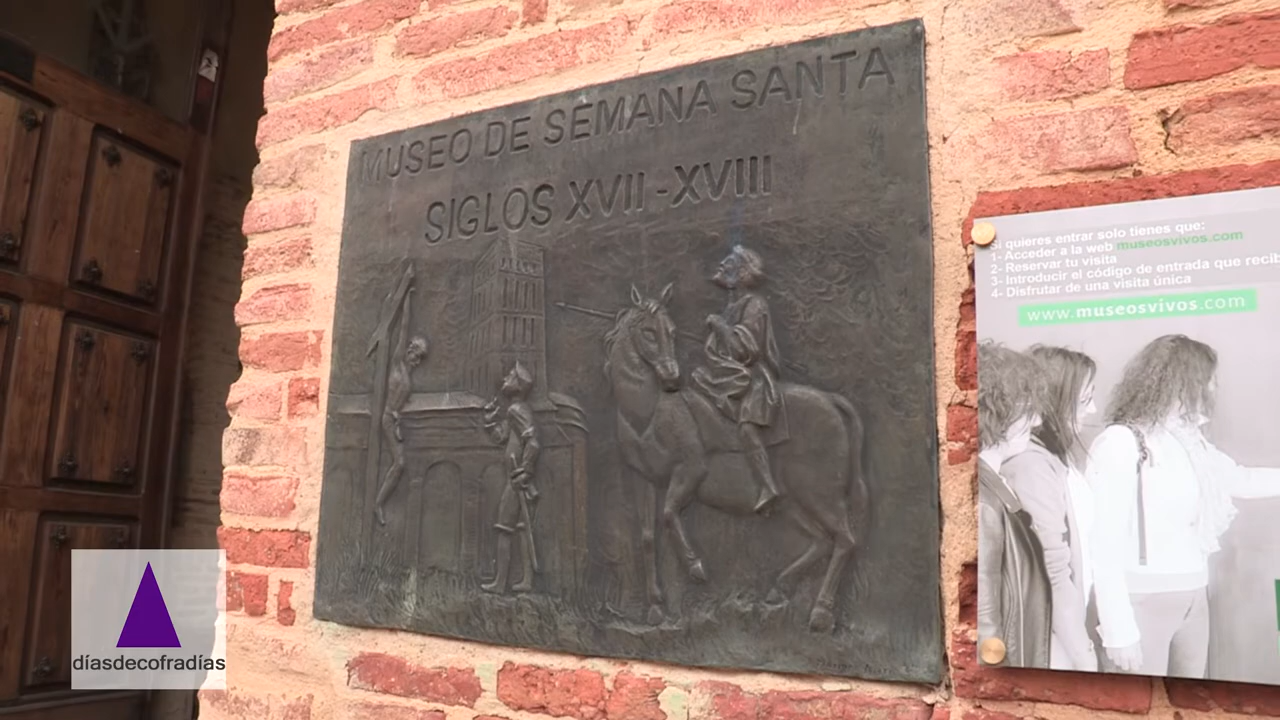 MUSEO DE SEMANA SANTA
SIGLOS XVII-XVIII
Si quieres entrar solo tienes que:
1- Acceder a la web museosvivos.com
2- Reservar tu visita
3- Introducir el código de entrada que recib
4- Disfrutar de una visita única
www.museosvivos.com
díasdecofradías